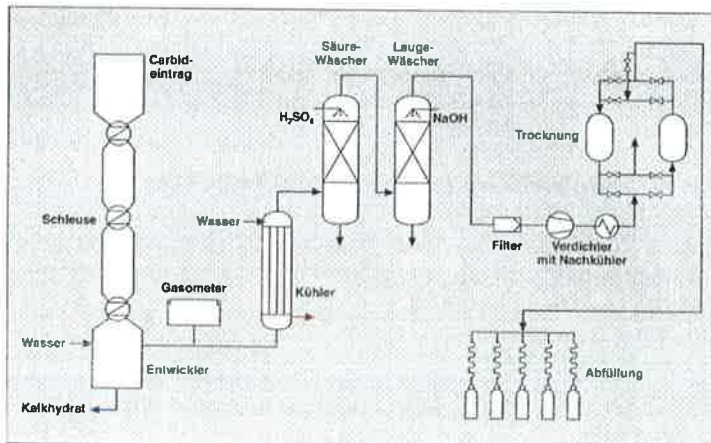 Carbid-
eintrag
Säure-
Wäscher
Lauge-
Wäscher
H₂SO₄
NaOH
Trocknung
Schleuse
Wasser
Filter
Verdichter
mit Nachkühler
Gasometer
Kühler
Wasser
Entwickler
Abfüllung
Kalkhydrat